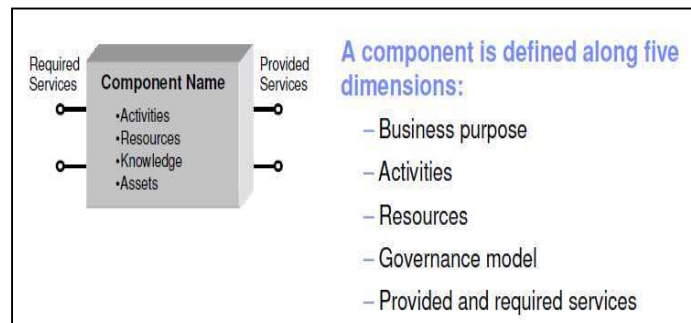 Required
Services
Component Name
•Activities
•Resources
•Knowledge
•Assets
Provided
Services
A component is defined along five
dimensions:
– Business purpose
– Activities
– Resources
– Governance model
– Provided and required services